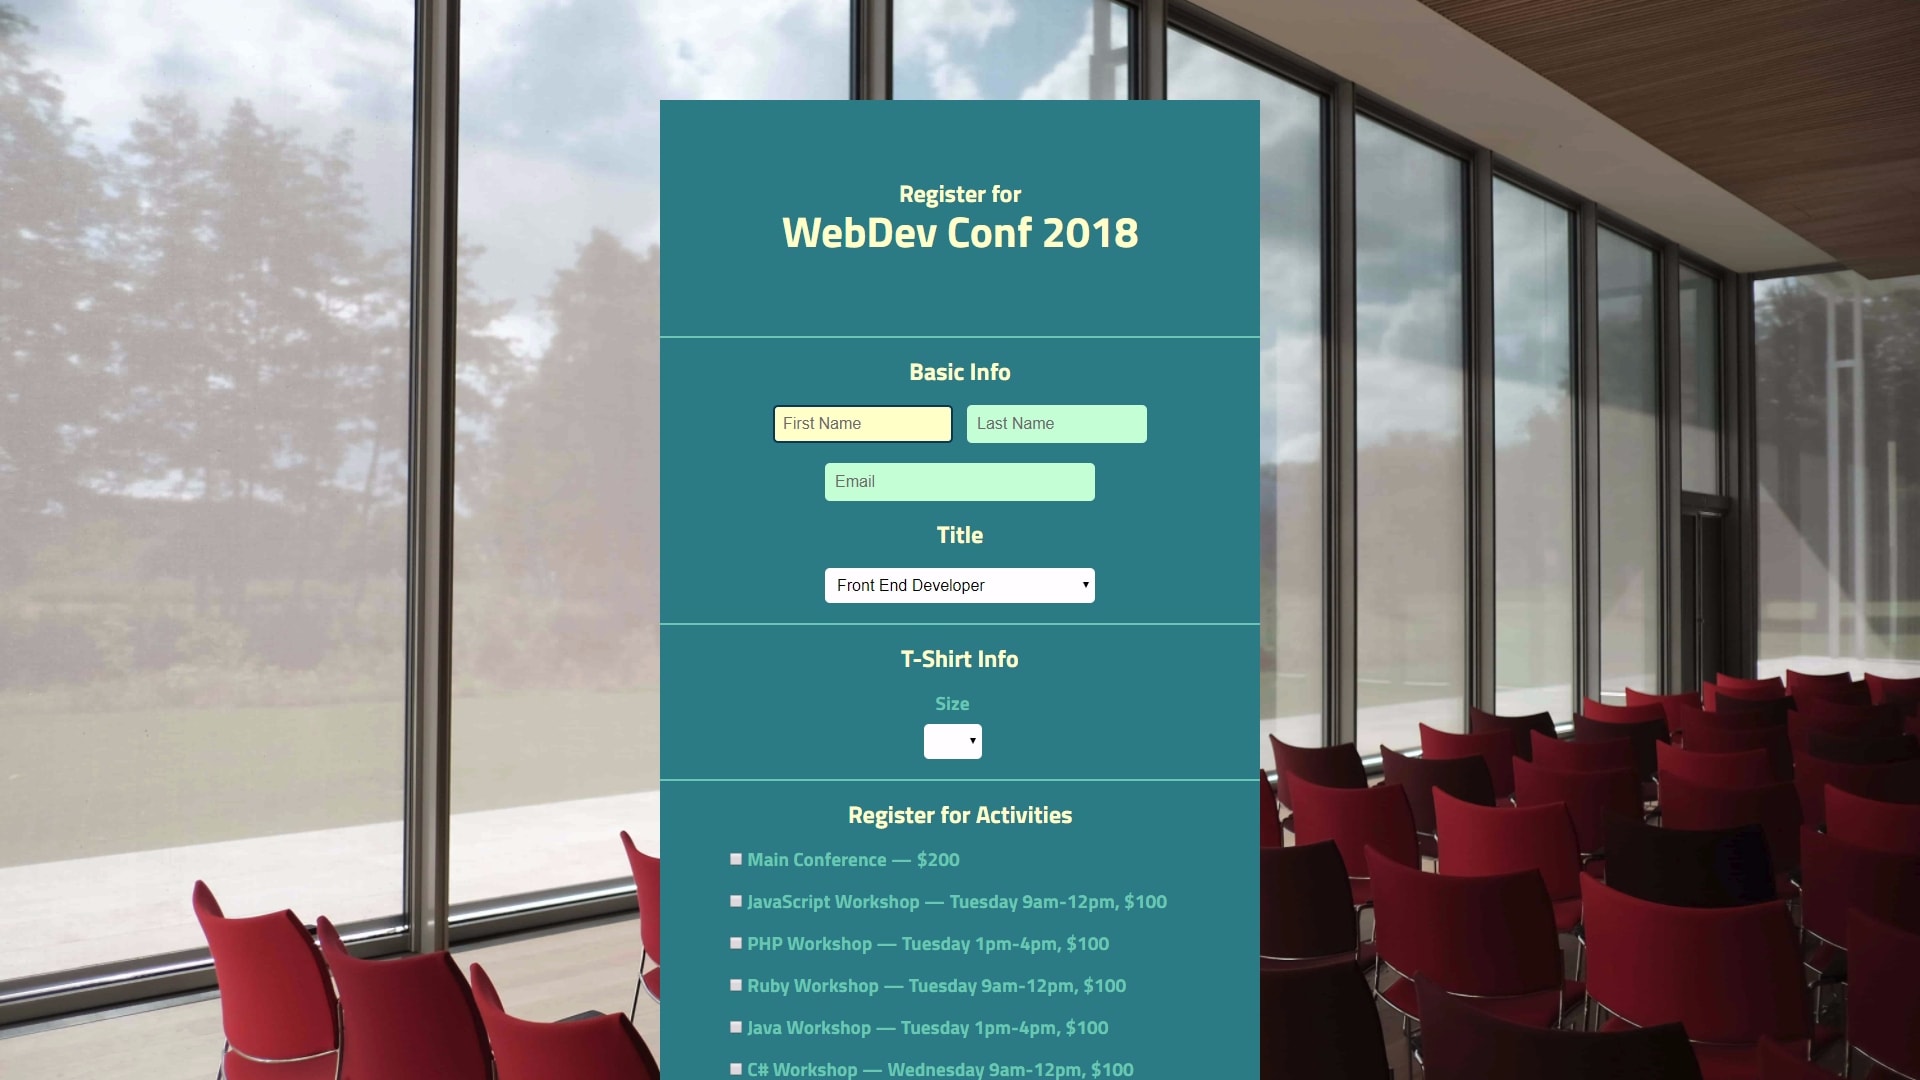 Register for
WebDev Conf 2018
Basic Info
First Name
Last Name
Email
Title
Front End Developer
T-Shirt Info
Size
Register for Activities
Main Conference — $200
JavaScript Workshop — Tuesday 9am-12pm, $100
PHP Workshop — Tuesday 1pm-4pm, $100
Ruby Workshop — Tuesday 9am-12pm, $100
Java Workshop — Tuesday 1pm-4pm, $100
C# Workshop — Wednesday 9am-12pm, $100